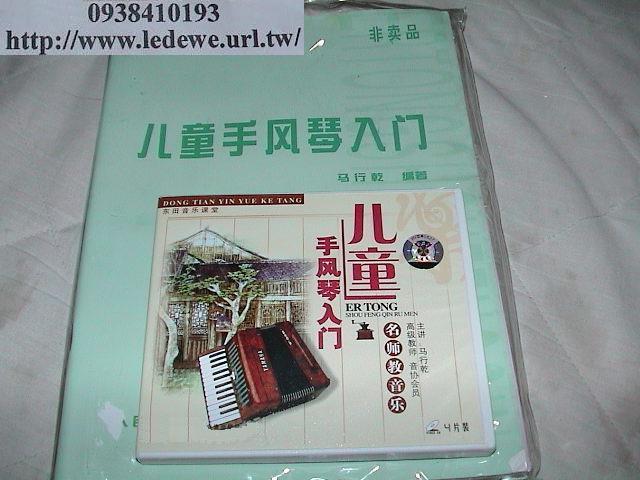 0938410193
http://www.ledewe.url.tw/
非卖品
儿童手风琴入门
马行乾 编著
DONG TIAN YIN YUE KE TANG
东田音乐课堂
儿童
手风琴入门
ER TONG
SHOU FENG QIN RU MEN
名师教音乐
主讲 马行乾
高级教师 音协会员
4片装